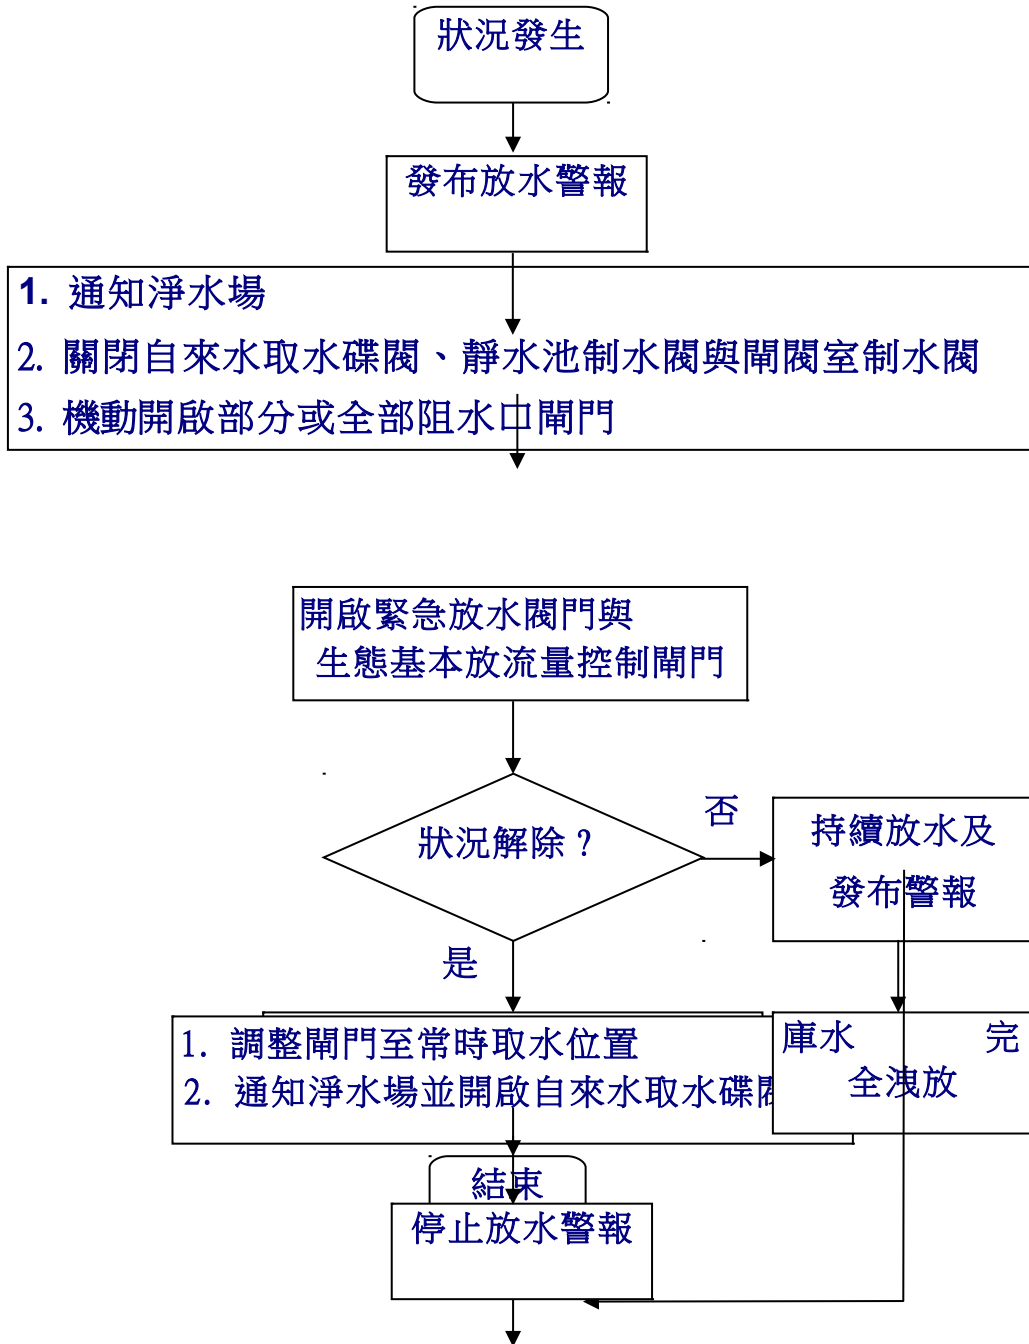 狀況發生
發布放水警報
1. 通知淨水場
2. 關閉自來水取水碟閥、靜水池制水閥與閘閥室制水閥
3. 機動開啟部分或全部阻水口閘門
開啟緊急放水閥門與
生態基本放流量控制閘門
狀況解除？
否
持續放水及
發布警報
是
1. 調整閘門至常時取水位置
2. 通知淨水場並開啟自來水取水碟
庫水 完
全洩放
結束
停止放水警報